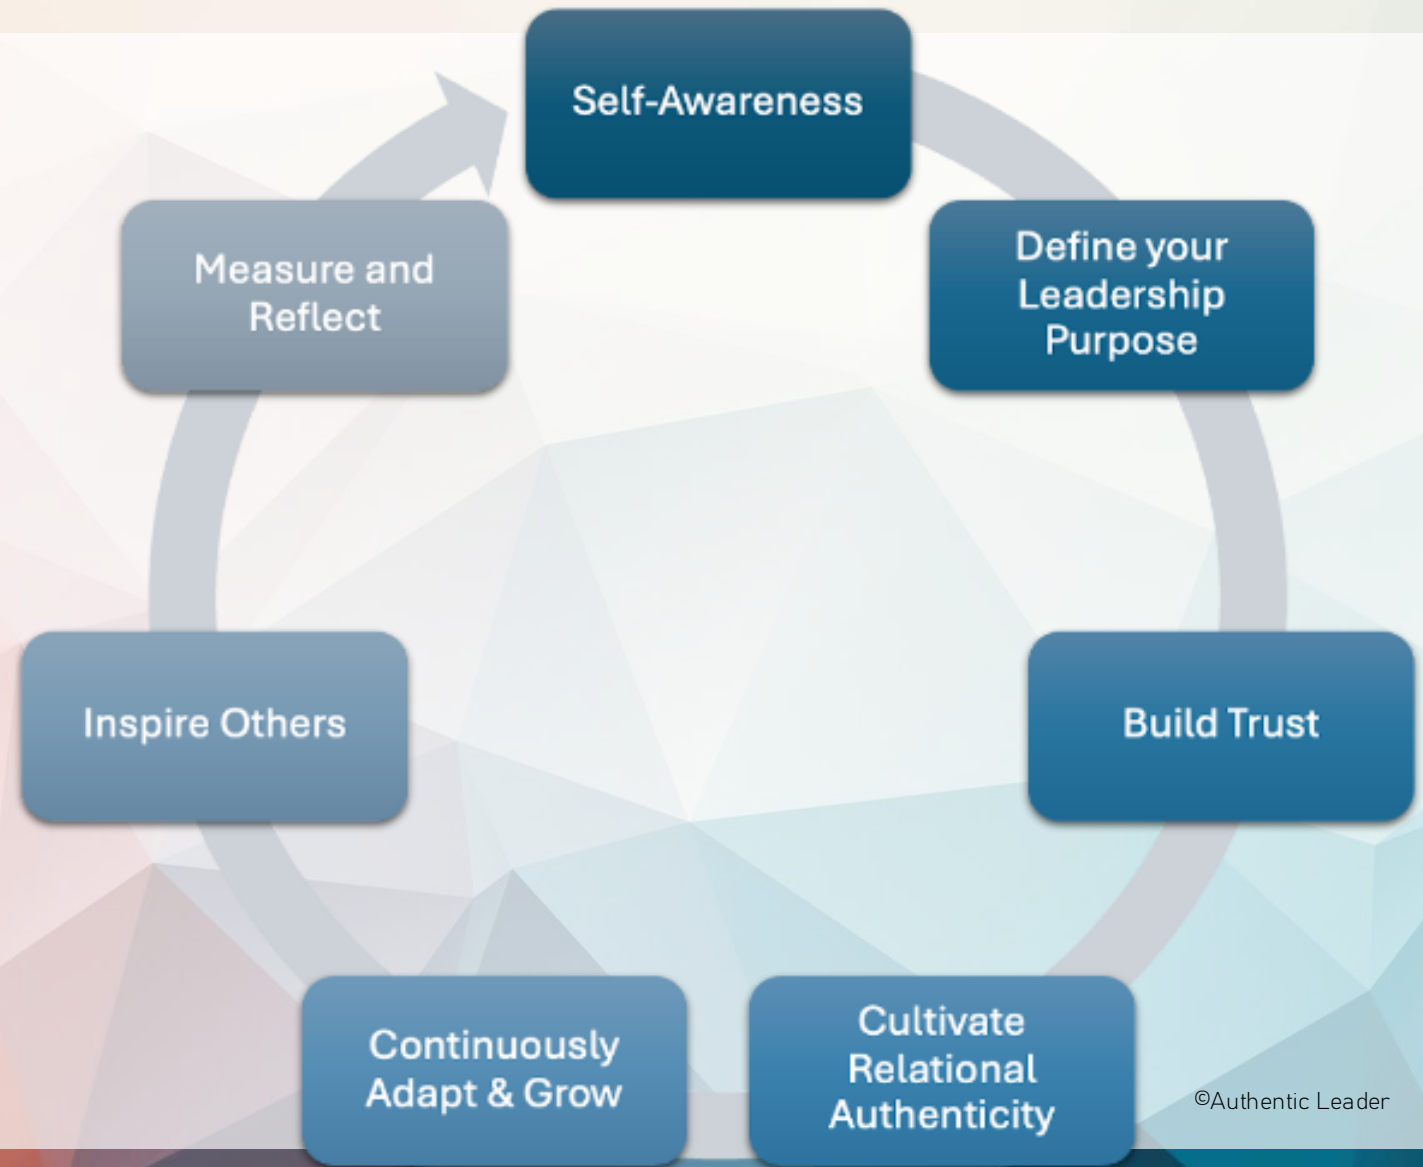 Self-Awareness
Define your
Leadership
Purpose
Build Trust
Cultivate
Relational
Authenticity
Continuously
Adapt & Grow
Inspire Others
Measure and
Reflect
©Authentic Leader